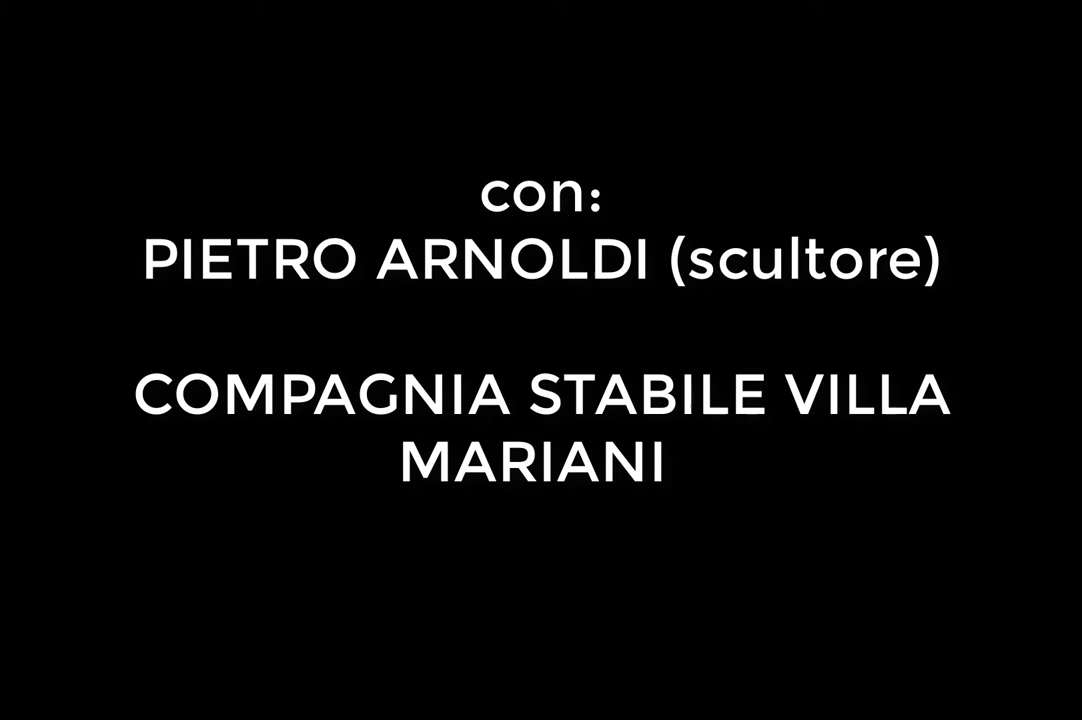 con:
PIETRO ARNOLDI (scultore)
COMPAGNIA STABILE VILLA
MARIANI